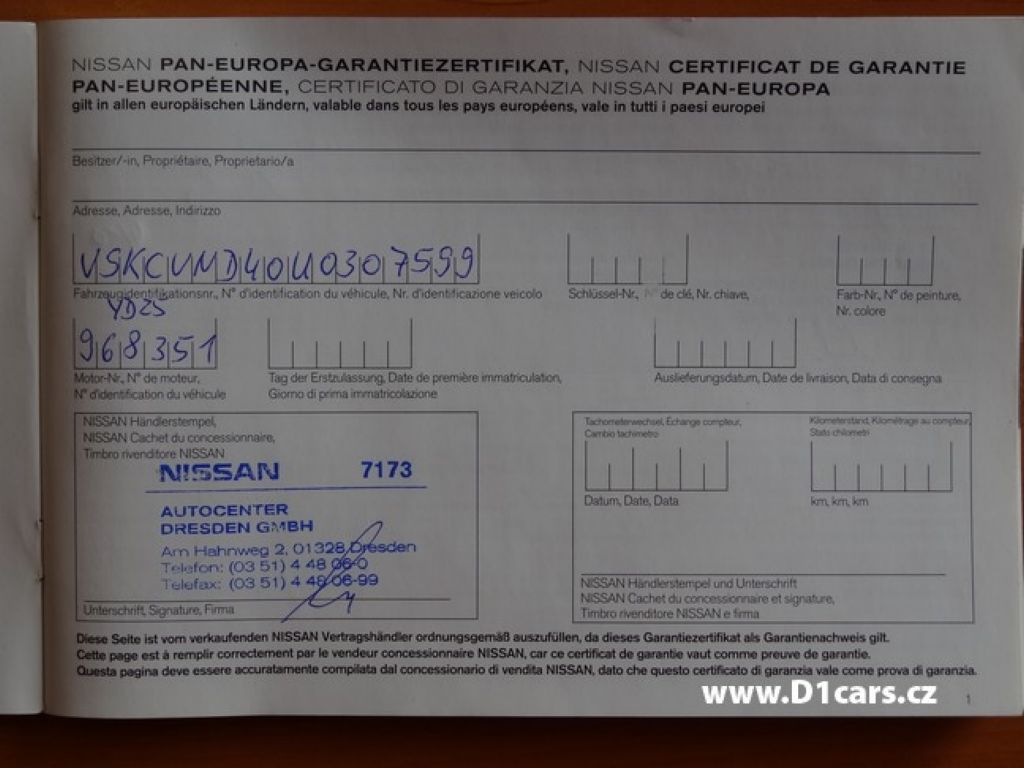 NISSAN PAN-EUROPA-GARANTIEZERTIFIKAT, NISSAN CERTIFICAT DE GARANTIE
PAN-EUROPÉENNE, CERTIFICATO DI GARANZIA NISSAN PAN-EUROPA
gilt in allen europäischen Ländern, valable dans tous les pays européens, vale in tutti i paesi europei
Besitzer/-in, Propriétaire, Proprietario/a
Adresse, Adresse, Indirizzo
VSKCVMD40U0307599
Fahrzeugidentifikationsnr., N° d'identification du véhicule, Nr. d'identificazione veicolo
Schlüssel-Nr., N° de clé, Nr. chiave,
Farb-Nr., N° de peinture,
Nr. colore
YD25
968351
Motor-Nr., N° de moteur,
N° d'identification du véhicule
Tag der Erstzulassung, Date de première immatriculation,
Giorno di prima immatricolazione
Auslieferungsdatum, Date de livraison, Data di consegna
NISSAN Händlerstempel,
NISSAN Cachet du concessionnaire,
Timbro rivenditore NISSAN
NISSAN 7173
AUTOCENTER
DRESDEN GMBH
Am Hahnweg 2, 01328 Dresden
Telefon: (03 51) 4 48 06-0
Telefax: (03 51) 4 48 06-99
Unterschrift, Signature, Firma
Tachometerwechsel, Échange compteur,
Cambio tachimetro
Kilometerstand, Kilométrage au compteur,
Stato chilometri
Datum, Date, Data
km, km, km
NISSAN Händlerstempel und Unterschrift
NISSAN Cachet du concessionnaire et signature,
Timbro rivenditore NISSAN e firma
Diese Seite ist vom verkaufenden NISSAN Vertragshändler ordnungsgemäß auszufüllen, da dieses Garantiezertifikat als Garantienachweis gilt.
Cette page est à remplir correctement par le vendeur concessionnaire NISSAN, car ce certificat de garantie vaut comme preuve de garantie.
Questa pagina deve essere accuratamente compilata dal concessionario di vendita NISSAN, dato che questo certificato di garanzia vale come prova di garanzia.
www.D1cars.cz
1